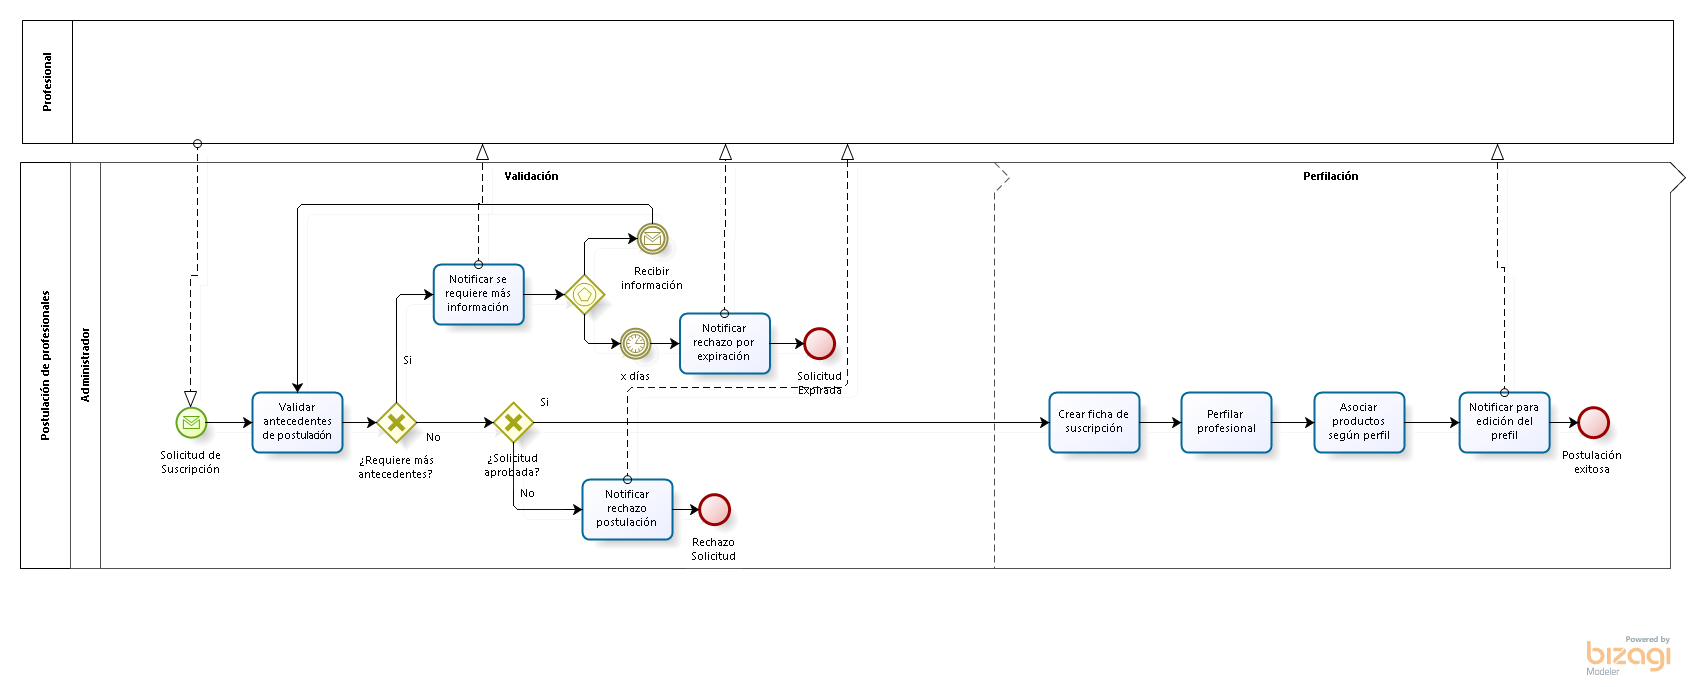 Profesional
Postulación de profesionales
Administrador
Validación
Perfilación
Recibir
información
Notificar se
requiere más
información
Notificar
rechazo por
expiración
x días
Solicitud
Expirada
Si
Si
Validar
antecedentes
de postulación
Solicitud de
Suscripción
¿Requiere más
antecedentes?
No
¿Solicitud
aprobada?
No
Notificar
rechazo
postulación
Rechazo
Solicitud
Crear ficha de
suscripción
Perfilar
profesional
Asociar
productos
según perfil
Notificar para
edición del
prefil
Postulación
exitosa
Powered by
bizagi
Modeler